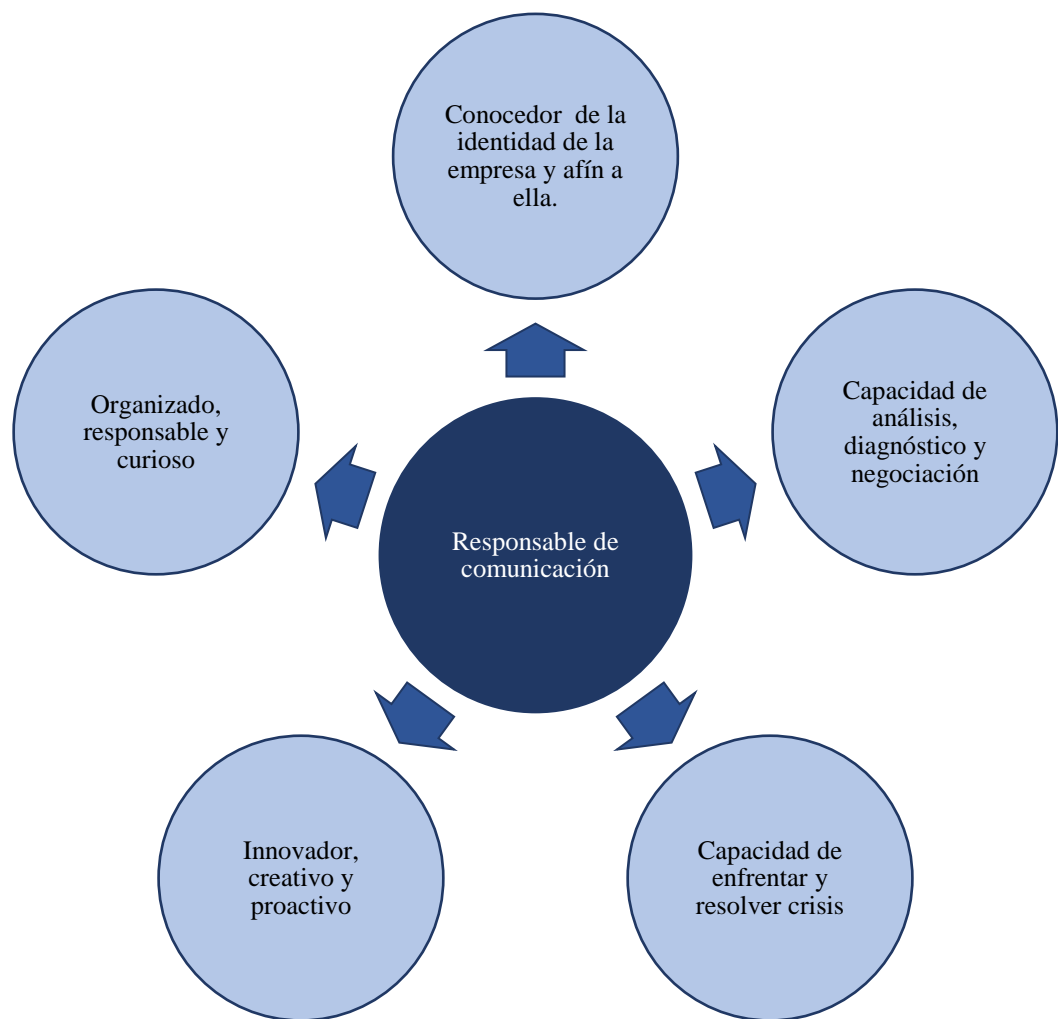 Conocedor de la
identidad de la
empresa y afín a
ella.
Organizado,
responsable y
curioso
Capacidad de
análisis,
diagnóstico y
negociación
Responsable de
comunicación
Innovador,
creativo y
proactivo
Capacidad de
enfrentar y
resolver crisis